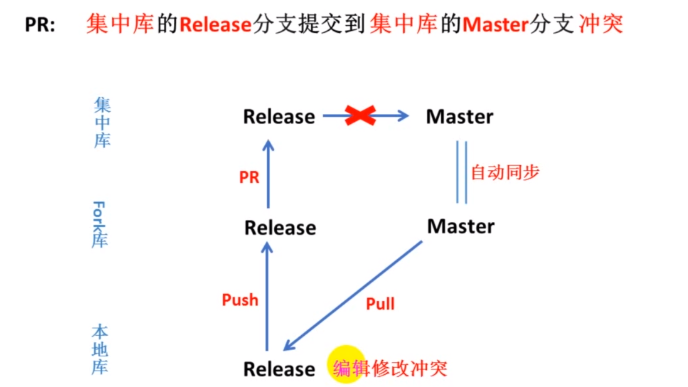 PR: 集中库的Release分支提交到集中库的Master分支冲突
集中库
Release
Master
PR
自动同步
Fork库
Release
Master
Push
Pull
本地库
Release
编辑修改冲突